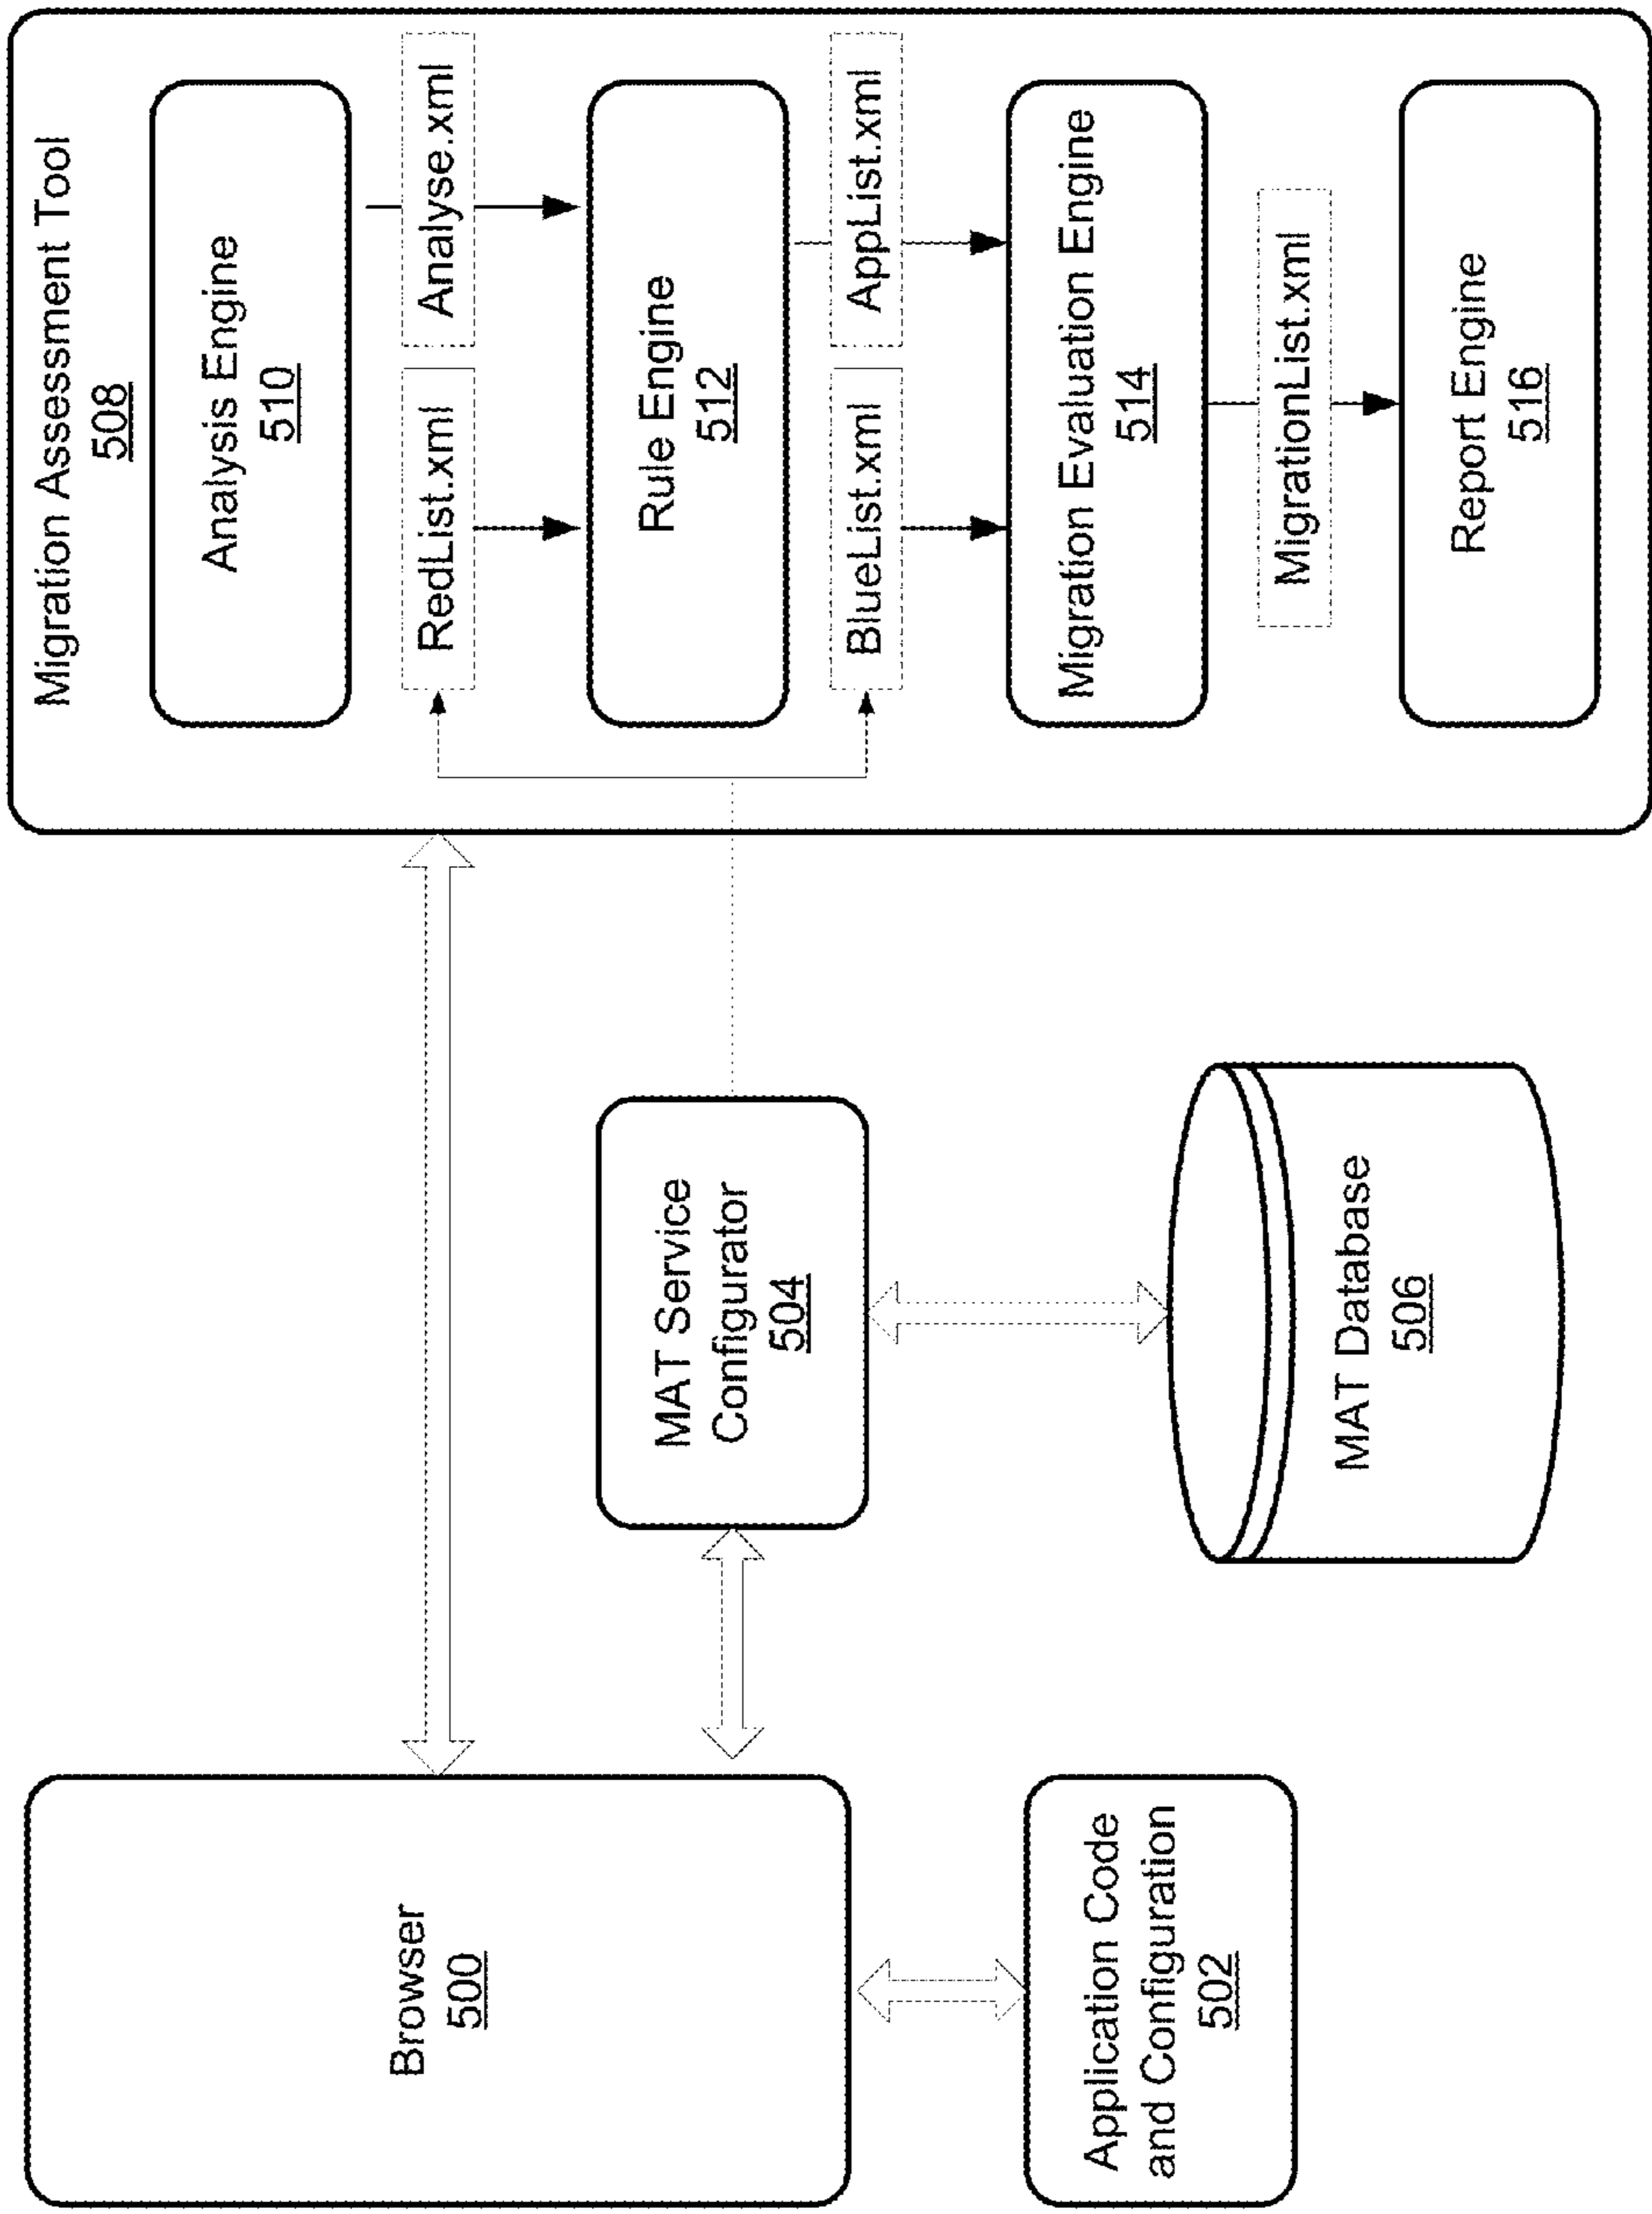 Browser
500
Application Code
and Configuration
502
MAT Service
Configurator
504
MAT Database
506
Migration Assessment Tool
508
Analysis Engine
510
RedList.xml
Analyse.xml
Rule Engine
512
BlueList.xml
AppList.xml
Migration Evaluation Engine
514
MigrationList.xml
Report Engine
516